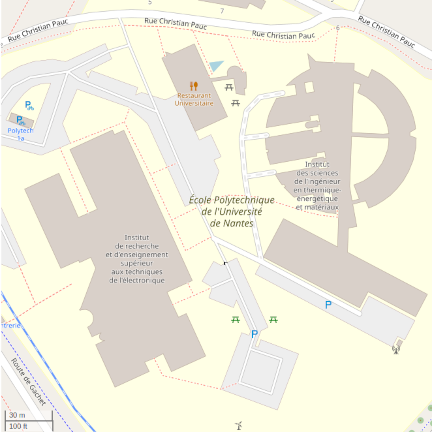 5
7
Rue Christian Pauc
Rue Christian Pauc
Rue Christian Pauc
6
Restaurant
Universitaire
P
P
Polytech
Institut
des sciences
de l'ingénieur
en thermique-
énergétique
et matériaux
École Polytechnique
de l'Université
de Nantes
Institut
de recherche
et d'enseignement
supérieur
aux techniques
de l'électronique
P
P
Route de Gachet
30 m
100 ft